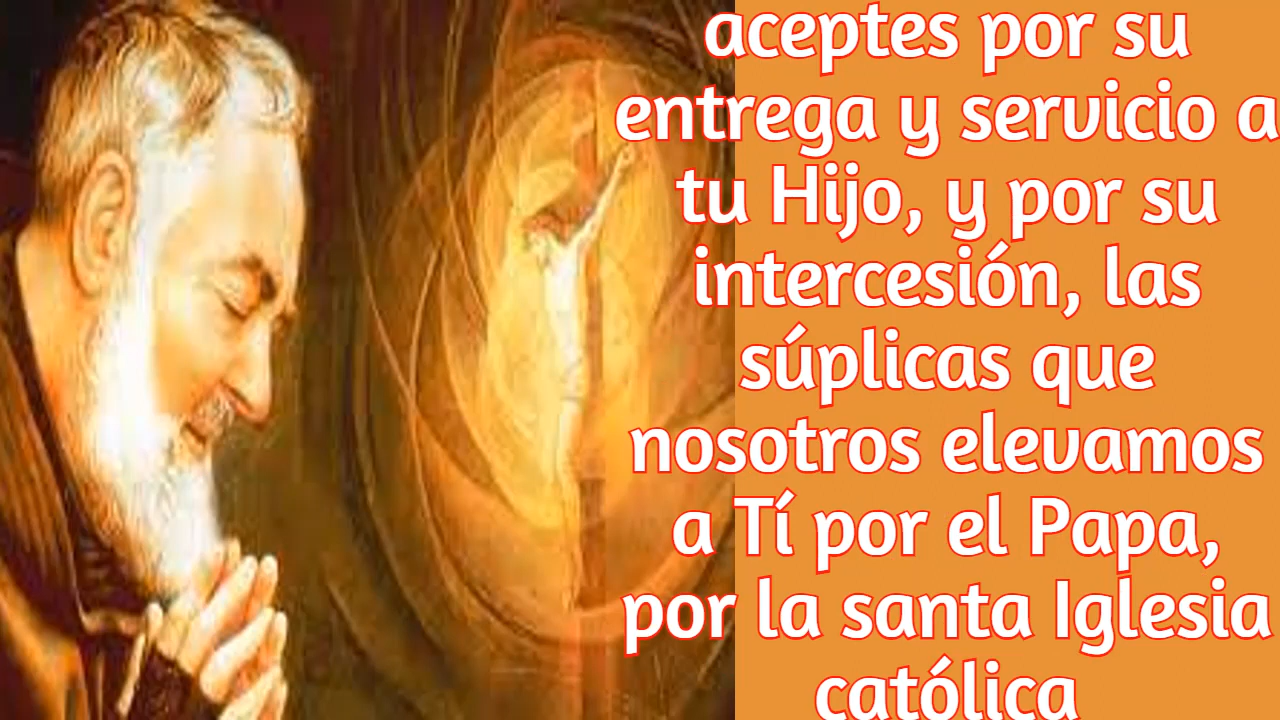 aceptes por su
entrega y servicio a
tu Hijo, y por su
intercesión, las
súplicas que
nosotros elevamos
a Tí por el Papa,
por la santa Iglesia
católica